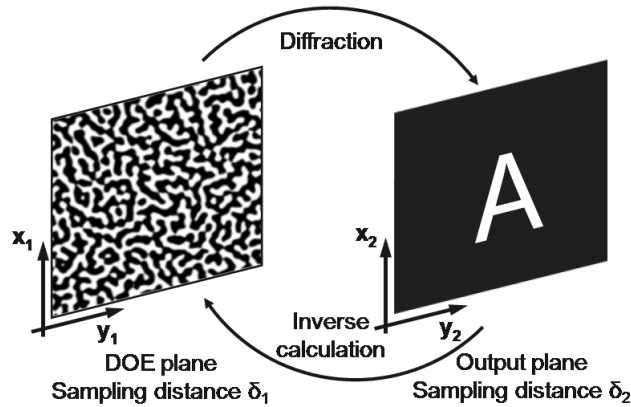 Diffraction
A
x₁
x₂
y₁
Inverse
calculation
y₂
DOE plane
Sampling distance δ₁
Output plane
Sampling distance δ₂